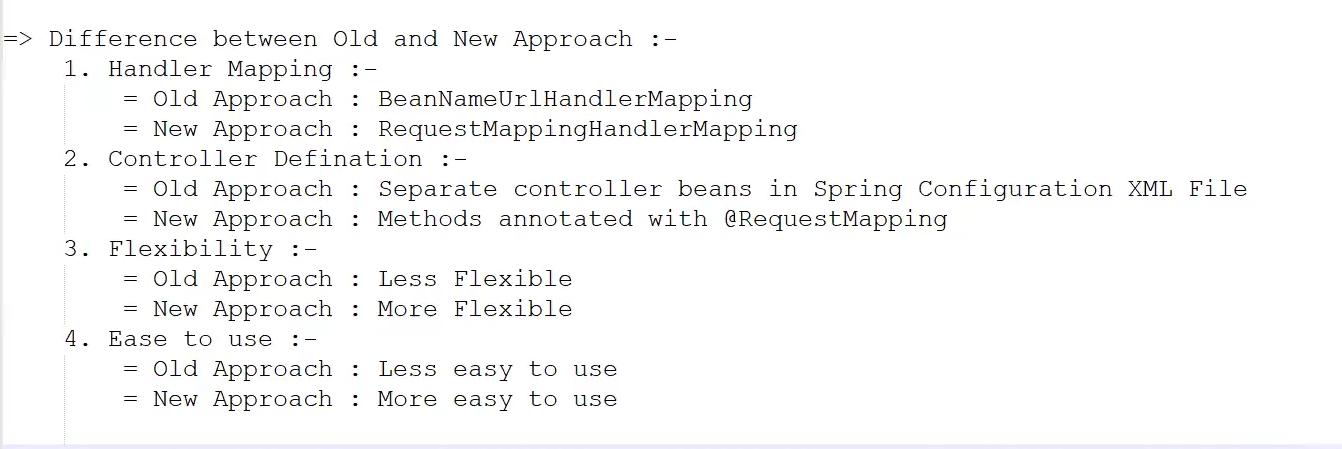 => Difference between Old and New Approach :-
1. Handler Mapping :-
= Old Approach : BeanNameUrlHandlerMapping
= New Approach : RequestMappingHandlerMapping
2. Controller Defination :-
= Old Approach : Separate controller beans in Spring Configuration XML File
= New Approach : Methods annotated with @RequestMapping
3. Flexibility :-
= Old Approach : Less Flexible
= New Approach : More Flexible
4. Ease to use :-
= Old Approach : Less easy to use
= New Approach : More easy to use